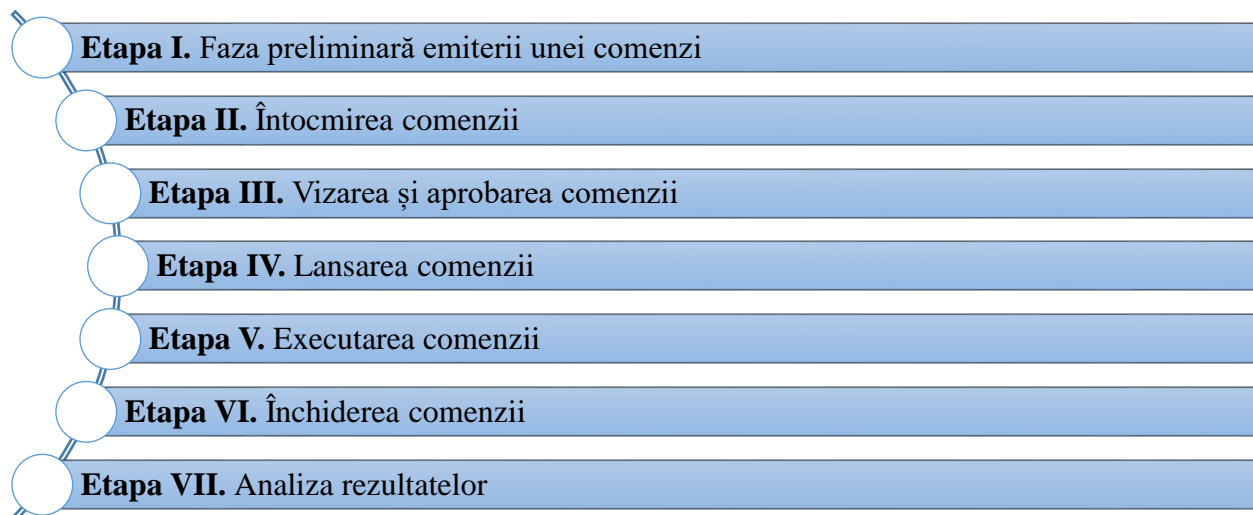 Etapa I. Faza preliminară emiterii unei comenzi
Etapa II. Întocmirea comenzii
Etapa III. Vizarea și aprobarea comenzii
Etapa IV. Lansarea comenzii
Etapa V. Executarea comenzii
Etapa VI. Închiderea comenzii
Etapa VII. Analiza rezultatelor